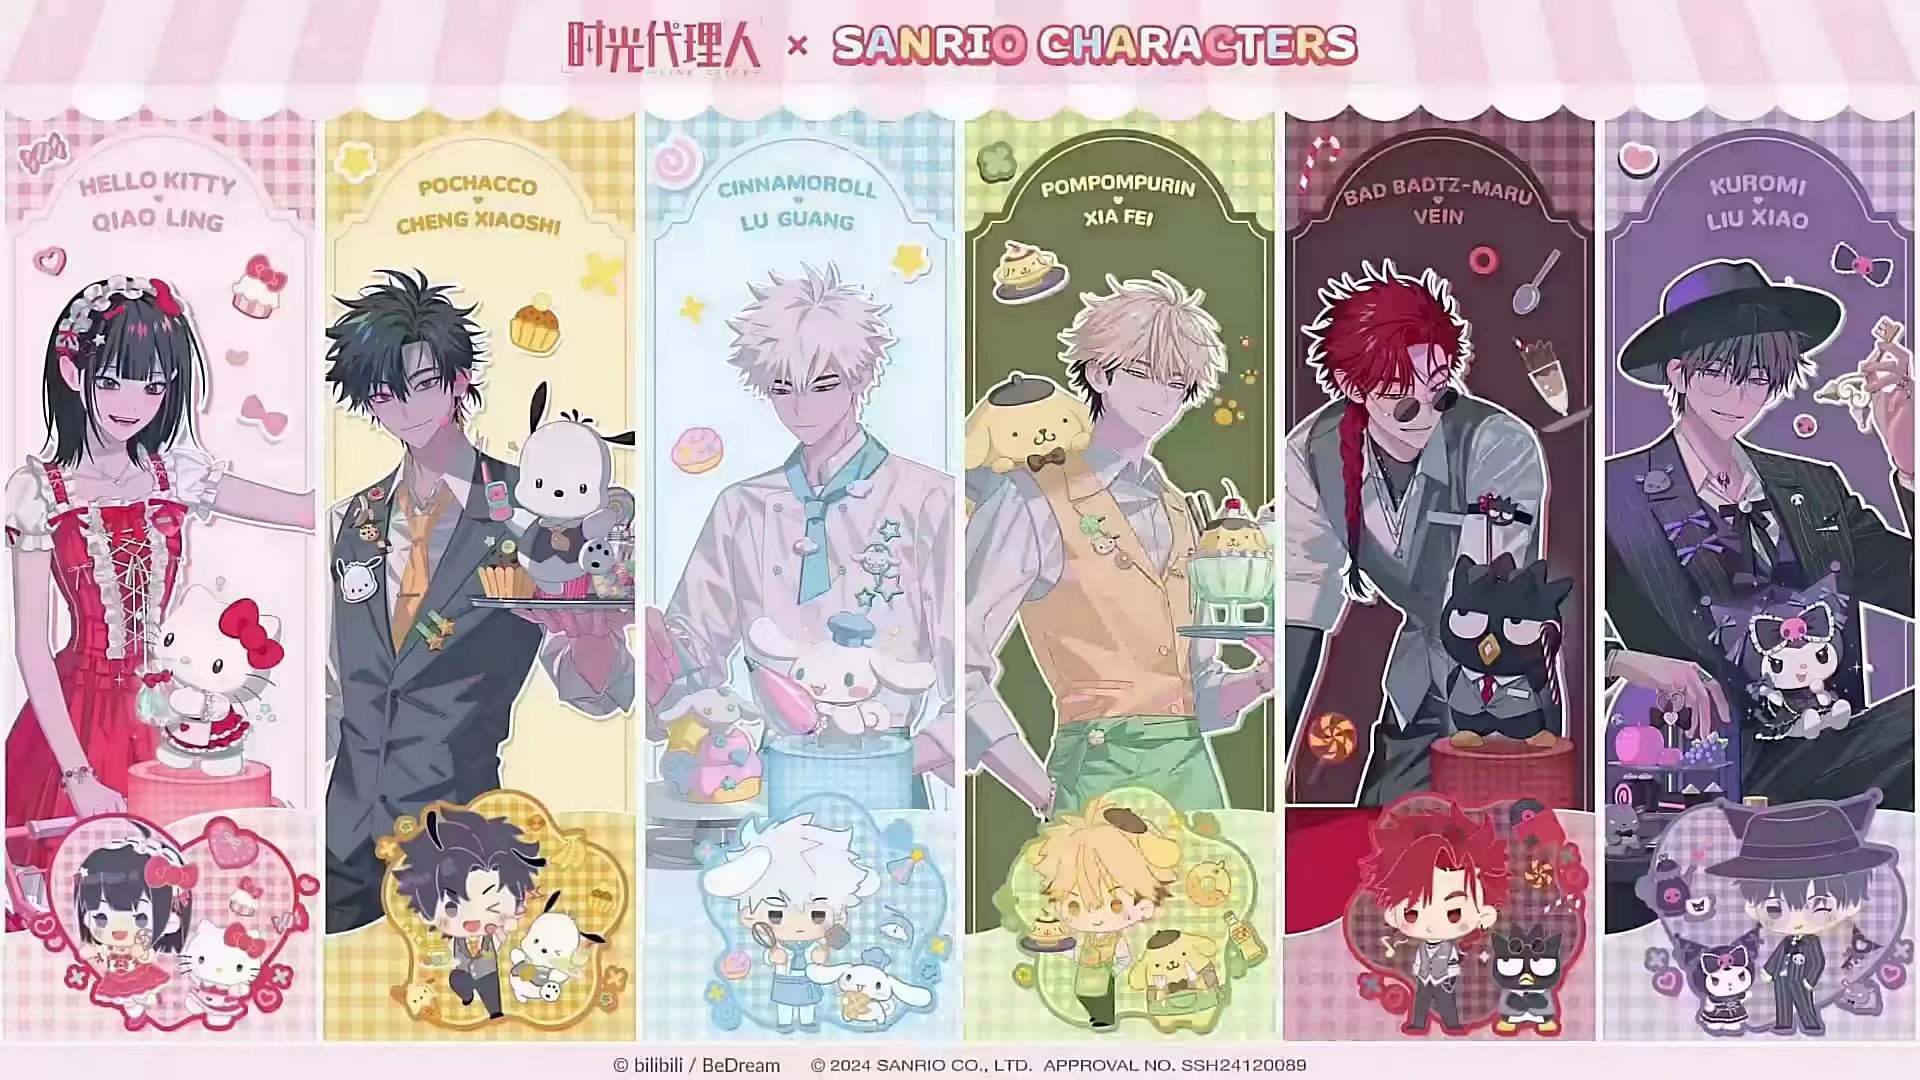 时光代理人 × SANRIO CHARACTERS
LINK CLICK
HELLO KITTY
QIAO LING
POCHACCO
CHENG XIAOSHI
CINNAMOROLL
LU GUANG
POMPOMPURIN
XIA FEI
BAD BADTZ-MARU
VEIN
KUROMI
LIU XIAO
© bilibili / BeDream © 2024 SANRIO CO., LTD. APPROVAL NO. SSH24120089